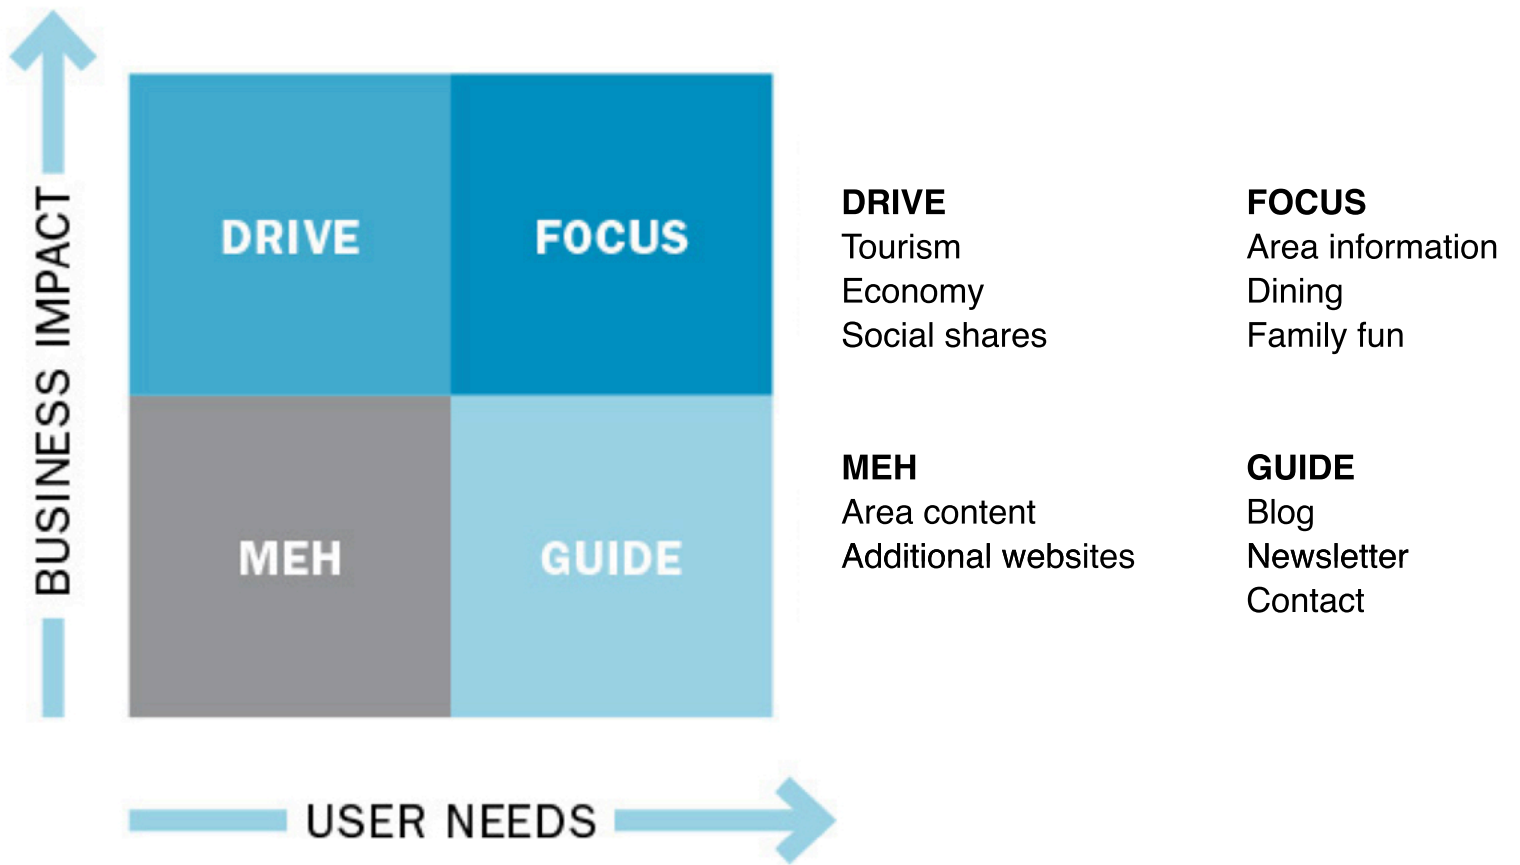 BUSINESS IMPACT
DRIVE
FOCUS
MEH
GUIDE
USER NEEDS
DRIVE
Tourism
Economy
Social shares
FOCUS
Area information
Dining
Family fun
MEH
Area content
Additional websites
GUIDE
Blog
Newsletter
Contact